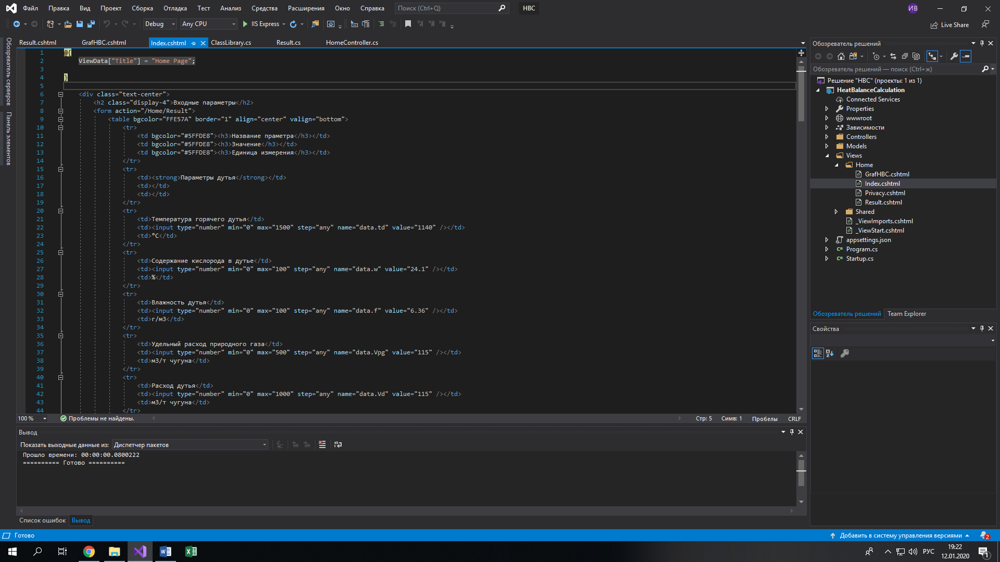 Файл Правка Вид Проект Сборка Отладка Тест Анализ Средства Расширения Окно Справка Поиск (Ctrl+Q) HBC ИВ
Debug Any CPU IIS Express Live Share
Result.cshtml GrafHBC.cshtml Index.cshtml ClassLibrary.cs Result.cs HomeController.cs
Обозреватель серверов
Панель элементов
1 @{
2 ViewData["Title"] = "Home Page";
3
4 }
5
6 <div class="text-center">
7 <h2 class="display-4">Входные параметры</h2>
8 <form action="/Home/Result">
9 <table bgcolor="FFE57A" border="1" align="center" valign="bottom">
10 <tr>
11 <td bgcolor="#5FFDE8"><h3>Название праметра</h3></td>
12 <td bgcolor="#5FFDE8"><h3>Значение</h3></td>
13 <td bgcolor="#5FFDE8"><h3>Единица измерения</h3></td>
14 </tr>
15 <tr>
16 <td><strong>Параметры дутья</strong></td>
17 <td></td>
18 <td></td>
19 </tr>
20 <tr>
21 <td>Температура горячего дутья</td>
22 <td><input type="number" min="0" max="1500" step="any" name="data.td" value="1140" /></td>
23 <td>°C</td>
24 </tr>
25 <tr>
26 <td>Содержание кислорода в дутье</td>
27 <td><input type="number" min="0" max="100" step="any" name="data.w" value="24.1" /></td>
28 <td>%</td>
29 </tr>
30 <tr>
31 <td>Влажность дутья</td>
32 <td><input type="number" min="0" max="100" step="any" name="data.f" value="6.36" /></td>
33 <td>г/м3</td>
34 </tr>
35 <tr>
36 <td>Удельный расход природного газа</td>
37 <td><input type="number" min="0" max="500" step="any" name="data.Vpg" value="115" /></td>
38 <td>м3/т чугуна</td>
39 </tr>
40 <tr>
41 <td>Расход дутья</td>
42 <td><input type="number" min="0" max="1000" step="any" name="data.Vd" value="115" /></td>
43 <td>м3/т чугуна</td>
44 </tr>
100 % Проблемы не найдены. Стр: 5 Симв: 1 Пробелы CRLF
Вывод
Показать выходные данные из: Диспетчер пакетов
Прошло времени: 00:00:00.0800222
========== Готово ==========
Список ошибок Вывод
Обозреватель решений
Обозреватель решений — поиск (Ctrl+ж)
Решение "HBC" (проекты: 1 из 1)
HeatBalanceCalculation
Connected Services
Properties
wwwroot
Зависимости
Controllers
Models
Views
Home
GrafHBC.cshtml
Index.cshtml
Privacy.cshtml
Result.cshtml
Shared
_ViewImports.cshtml
_ViewStart.cshtml
appsettings.json
C# Program.cs
C# Startup.cs
Обозреватель решений Team Explorer
Свойства
Готово Добавить в систему управления версиями 2
РУС 19:22
12.01.2020 1